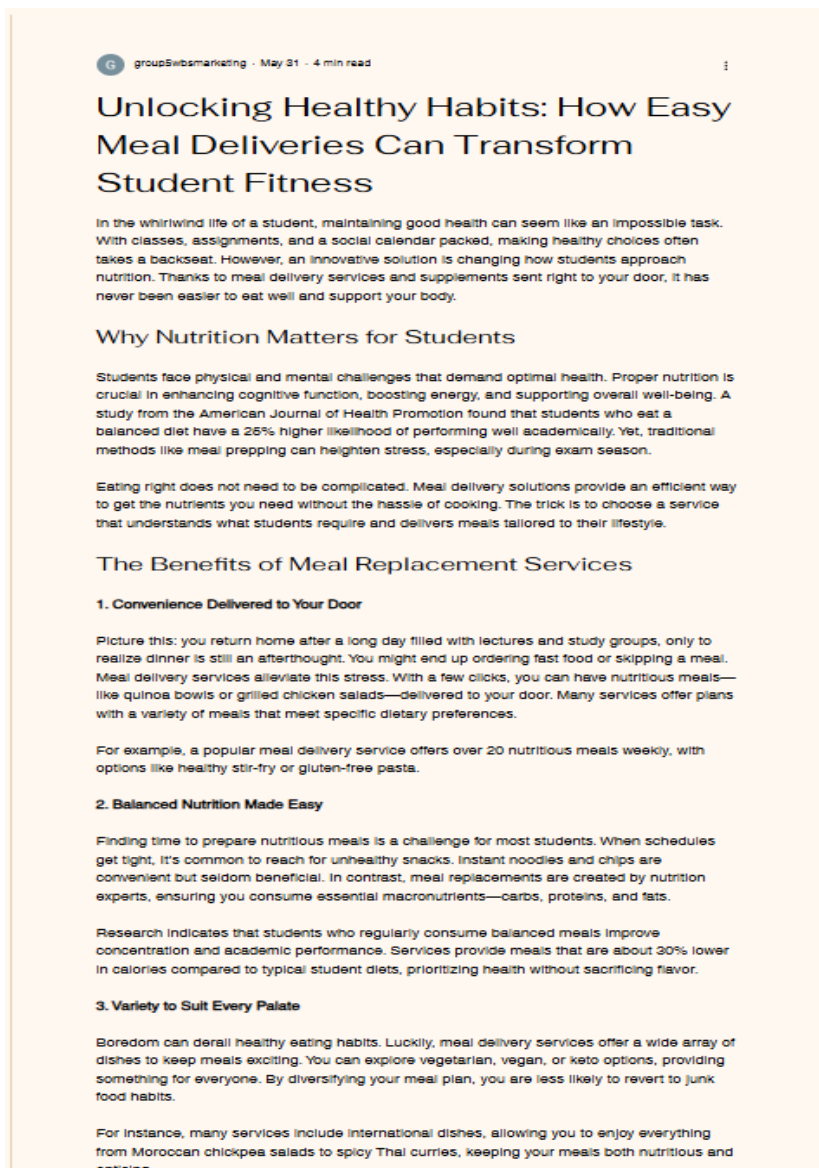 G
group5wbsmarketing · May 31 · 4 min read
Unlocking Healthy Habits: How Easy
Meal Deliveries Can Transform
Student Fitness
In the whirlwind life of a student, maintaining good health can seem like an impossible task.
With classes, assignments, and a social calendar packed, making healthy choices often
takes a backseat. However, an innovative solution is changing how students approach
nutrition. Thanks to meal delivery services and supplements sent right to your door, it has
never been easier to eat well and support your body.
Why Nutrition Matters for Students
Students face physical and mental challenges that demand optimal health. Proper nutrition is
crucial in enhancing cognitive function, boosting energy, and supporting overall well-being. A
study from the American Journal of Health Promotion found that students who eat a
balanced diet have a 25% higher likelihood of performing well academically. Yet, traditional
methods like meal prepping can heighten stress, especially during exam season.
Eating right does not need to be complicated. Meal delivery solutions provide an efficient way
to get the nutrients you need without the hassle of cooking. The trick is to choose a service
that understands what students require and delivers meals tailored to their lifestyle.
The Benefits of Meal Replacement Services
1. Convenience Delivered to Your Door
Picture this: you return home after a long day filled with lectures and study groups, only to
realize dinner is still an afterthought. You might end up ordering fast food or skipping a meal.
Meal delivery services alleviate this stress. With a few clicks, you can have nutritious meals—
like quinoa bowls or grilled chicken salads—delivered to your door. Many services offer plans
with a variety of meals that meet specific dietary preferences.
For example, a popular meal delivery service offers over 20 nutritious meals weekly, with
options like healthy stir-fry or gluten-free pasta.
2. Balanced Nutrition Made Easy
Finding time to prepare nutritious meals is a challenge for most students. When schedules
get tight, it's common to reach for unhealthy snacks. Instant noodles and chips are
convenient but seldom beneficial. In contrast, meal replacements are created by nutrition
experts, ensuring you consume essential macronutrients—carbs, proteins, and fats.
Research indicates that students who regularly consume balanced meals improve
concentration and academic performance. Services provide meals that are about 30% lower
in calories compared to typical student diets, prioritizing health without sacrificing flavor.
3. Variety to Suit Every Palate
Boredom can derail healthy eating habits. Luckily, meal delivery services offer a wide array of
dishes to keep meals exciting. You can explore vegetarian, vegan, or keto options, providing
something for everyone. By diversifying your meal plan, you are less likely to revert to junk
food habits.
For instance, many services include international dishes, allowing you to enjoy everything
from Moroccan chickpea salads to spicy Thai curries, keeping your meals both nutritious and